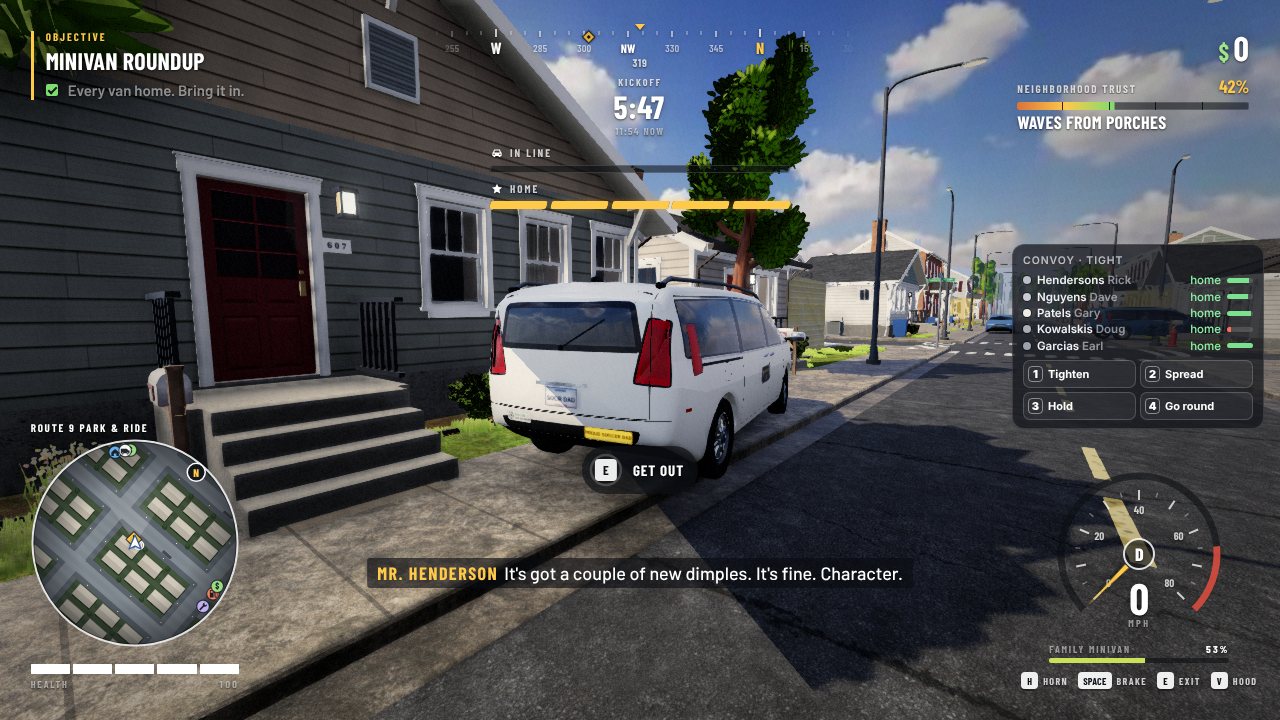 OBJECTIVE
MINIVAN ROUNDUP
Every van home. Bring it in.
255 W 285 300 NW 330 345 N 15 30
319
KICKOFF
5:47
11:54 NOW
IN LINE
HOME
$0
NEIGHBORHOOD TRUST 42%
WAVES FROM PORCHES
607
CONVOY · TIGHT
Hendersons Rick home
Nguyens Dave home
Patels Gary home
Kowalskis Doug home
Garcias Earl home
1 Tighten 2 Spread
3 Hold 4 Go round
E GET OUT
ROUTE 9 PARK & RIDE
N
MR. HENDERSON It's got a couple of new dimples. It's fine. Character.
0 20 40 60 80
D
0
MPH
FAMILY MINIVAN 53%
HEALTH 100
H HORN SPACE BRAKE E EXIT V HOOD